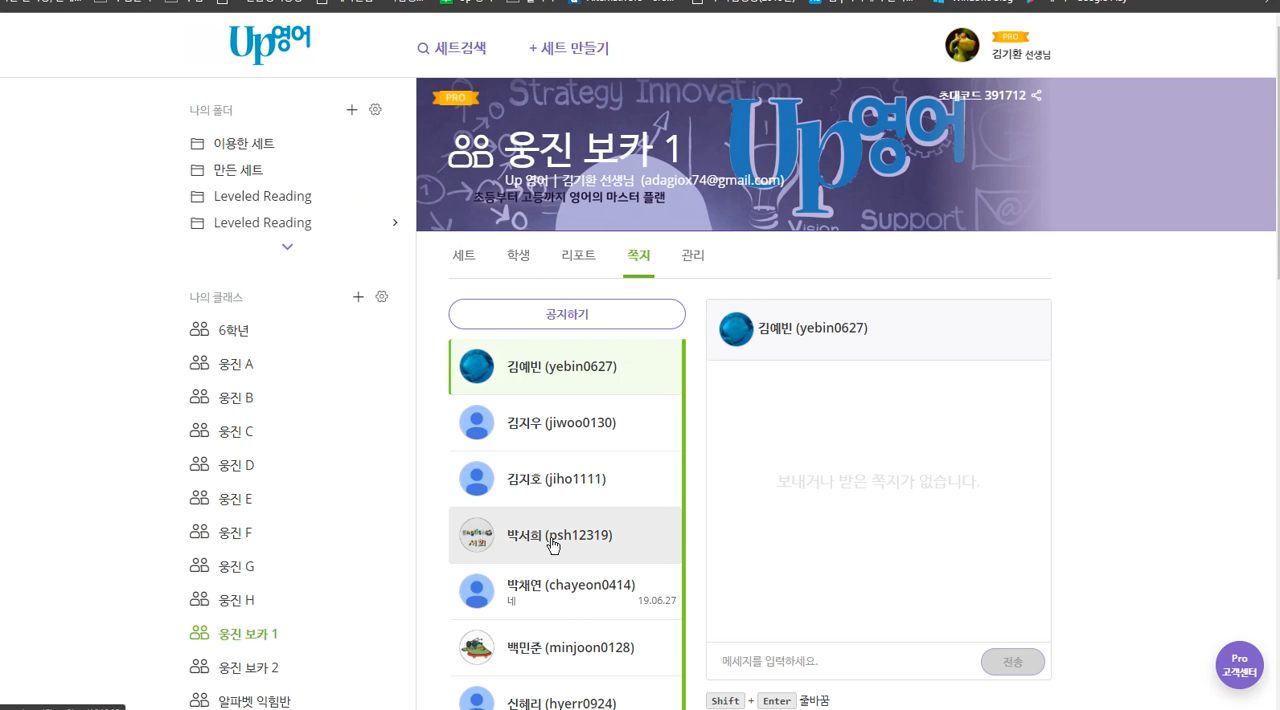 Up영어
세트검색
+ 세트 만들기
PRO
김기환 선생님
나의 폴더
이용한 세트
만든 세트
Leveled Reading
Leveled Reading
나의 클래스
6학년
웅진 A
웅진 B
웅진 C
웅진 D
웅진 E
웅진 F
웅진 G
웅진 H
웅진 보카 1
웅진 보카 2
알파벳 익힘반
PRO
Strategy Innovation
초대코드 391712
웅진 보카 1
Up영어
Up 영어 | 김기환 선생님 (adagiox74@gmail.com)
초등부터 고등까지 영어의 마스터 플랜
Support
Vision
세트
학생
리포트
쪽지
관리
공지하기
김예빈 (yebin0627)
김지우 (jiwoo0130)
김지호 (jiho1111)
박서희 (psh12319)
박채연 (chayeon0414)
네 19.06.27
백민준 (minjoon0128)
신혜리 (hyerr0924)
김예빈 (yebin0627)
보내거나 받은 쪽지가 없습니다.
메세지를 입력하세요.
전송
Shift + Enter 줄바꿈
Pro
고객센터